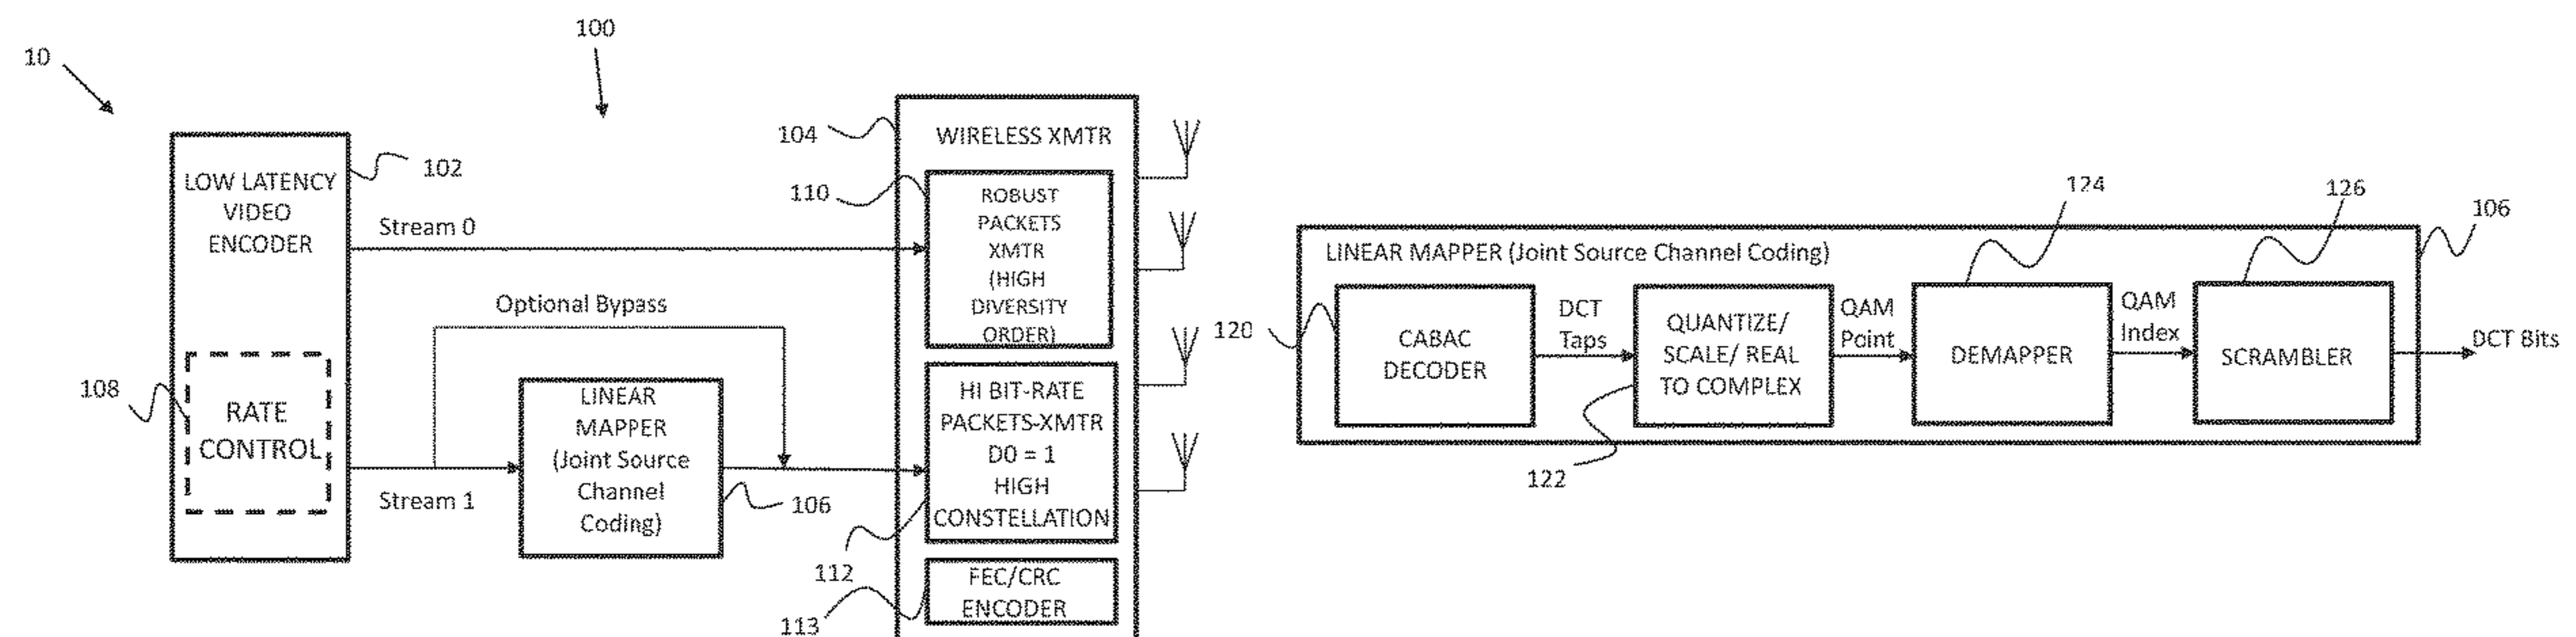 10
100
102
LOW LATENCY
VIDEO
ENCODER
108
RATE
CONTROL
Stream 0
Optional Bypass
Stream 1
LINEAR
MAPPER
(Joint Source
Channel
Coding)
106
104
WIRELESS XMTR
110
ROBUST
PACKETS
XMTR
(HIGH
DIVERSITY
ORDER)
HI BIT-RATE
PACKETS-XMTR
D0 = 1
HIGH
CONSTELLATION
112
FEC/CRC
ENCODER
113
124
126
106
LINEAR MAPPER (Joint Source Channel Coding)
120
CABAC
DECODER
DCT
Taps
QUANTIZE/
SCALE/ REAL
TO COMPLEX
122
QAM
Point
DEMAPPER
QAM
Index
SCRAMBLER
DCT Bits